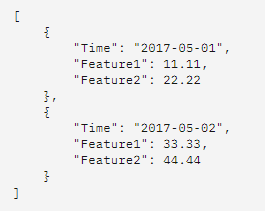 [
    {
        "Time": "2017-05-01",
        "Feature1": 11.11,
        "Feature2": 22.22
    },
    {
        "Time": "2017-05-02",
        "Feature1": 33.33,
        "Feature2": 44.44
    }
]